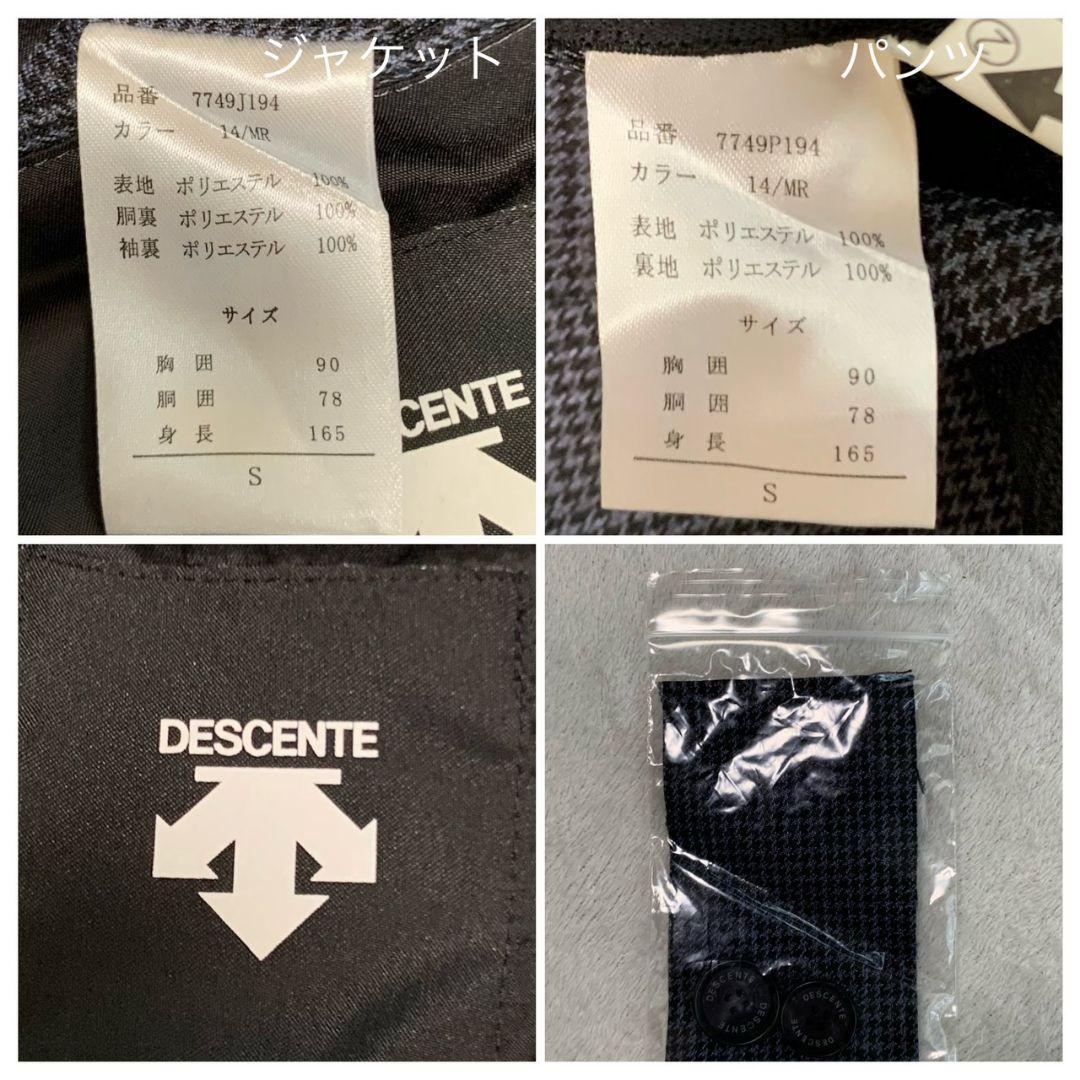 ジャケット
品番 7749J194
カラー 14/MR
表地 ポリエステル 100%
胴裏 ポリエステル 100%
袖裏 ポリエステル 100%
サイズ
胸囲 90
胴囲 78
身長 165
S
CENTE
パンツ
1
品番 7749P194
カラー 14/MR
表地 ポリエステル 100%
裏地 ポリエステル 100%
サイズ
胸囲 90
胴囲 78
身長 165
S
DESCENTE
DESCENTE
DESCENTE
DESCENTE
DESCENTE